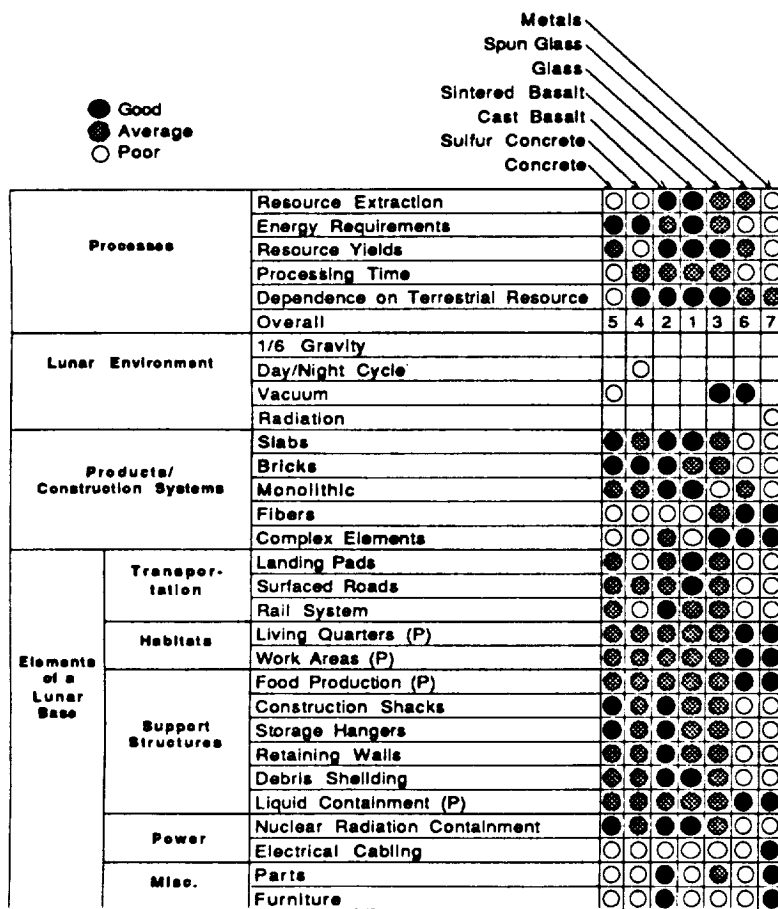 Metals
Spun Glass
Glass
Sintered Basalt
Cast Basalt
Sulfur Concrete
Concrete
Good
Average
Poor
Processes
Resource Extraction
Energy Requirements
Resource Yields
Processing Time
Dependence on Terrestrial Resource
Overall 5 4 2 1 3 6 7
Lunar Environment
1/6 Gravity
Day/Night Cycle
Vacuum
Radiation
Products/
Construction Systems
Slabs
Bricks
Monolithic
Fibers
Complex Elements
Elements
of a
Lunar
Base
Transpor-
tation
Landing Pads
Surfaced Roads
Rail System
Habitats
Living Quarters (P)
Work Areas (P)
Support
Structures
Food Production (P)
Construction Shacks
Storage Hangers
Retaining Walls
Debris Sheilding
Liquid Containment (P)
Power
Nuclear Radiation Containment
Electrical Cabling
Misc.
Parts
Furniture